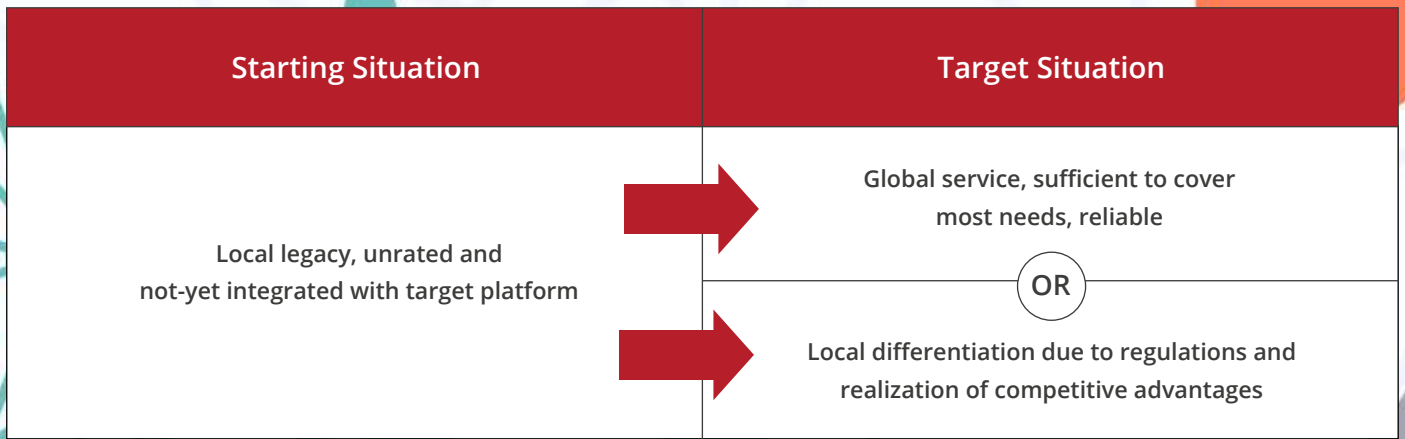 Starting Situation
Target Situation
Local legacy, unrated and
not-yet integrated with target platform
Global service, sufficient to cover
most needs, reliable
OR
Local differentiation due to regulations and
realization of competitive advantages